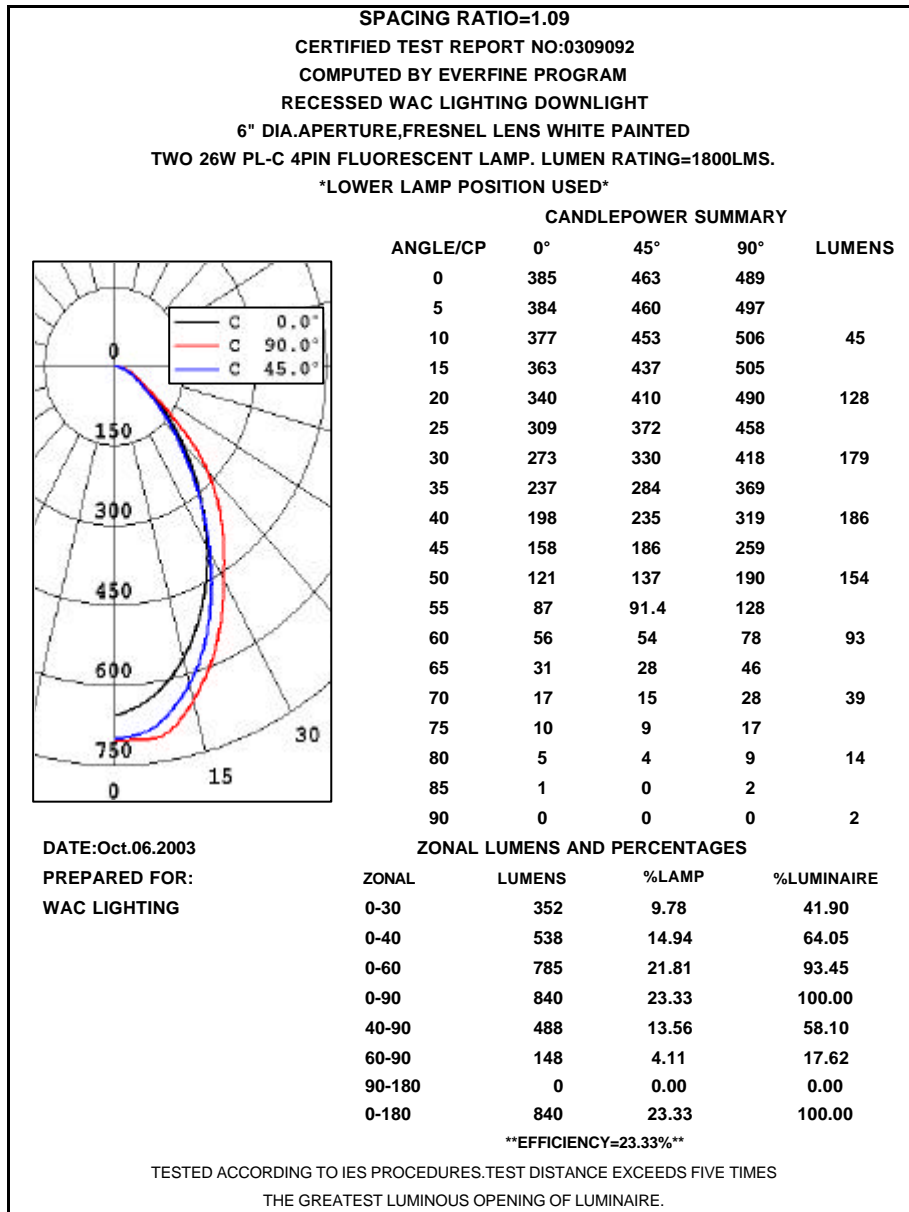 SPACING RATIO=1.09
CERTIFIED TEST REPORT NO:0309092
COMPUTED BY EVERFINE PROGRAM
RECESSED WAC LIGHTING DOWNLIGHT
6" DIA.APERTURE,FRESNEL LENS WHITE PAINTED
TWO 26W PL-C 4PIN FLUORESCENT LAMP. LUMEN RATING=1800LMS.
*LOWER LAMP POSITION USED*
CANDLEPOWER SUMMARY
ANGLE/CP 0° 45° 90° LUMENS
0 385 463 489
5 384 460 497
10 377 453 506 45
15 363 437 505
20 340 410 490 128
25 309 372 458
30 273 330 418 179
35 237 284 369
40 198 235 319 186
45 158 186 259
50 121 137 190 154
55 87 91.4 128
60 56 54 78 93
65 31 28 46
70 17 15 28 39
75 10 9 17
80 5 4 9 14
85 1 0 2
90 0 0 0 2
C 0.0°
C 90.0°
C 45.0°
0
150
300
450
600
750
0
15
30
DATE:Oct.06.2003
PREPARED FOR:
WAC LIGHTING
ZONAL LUMENS AND PERCENTAGES
ZONAL LUMENS %LAMP %LUMINAIRE
0-30 352 9.78 41.90
0-40 538 14.94 64.05
0-60 785 21.81 93.45
0-90 840 23.33 100.00
40-90 488 13.56 58.10
60-90 148 4.11 17.62
90-180 0 0.00 0.00
0-180 840 23.33 100.00
**EFFICIENCY=23.33%**
TESTED ACCORDING TO IES PROCEDURES.TEST DISTANCE EXCEEDS FIVE TIMES
THE GREATEST LUMINOUS OPENING OF LUMINAIRE.